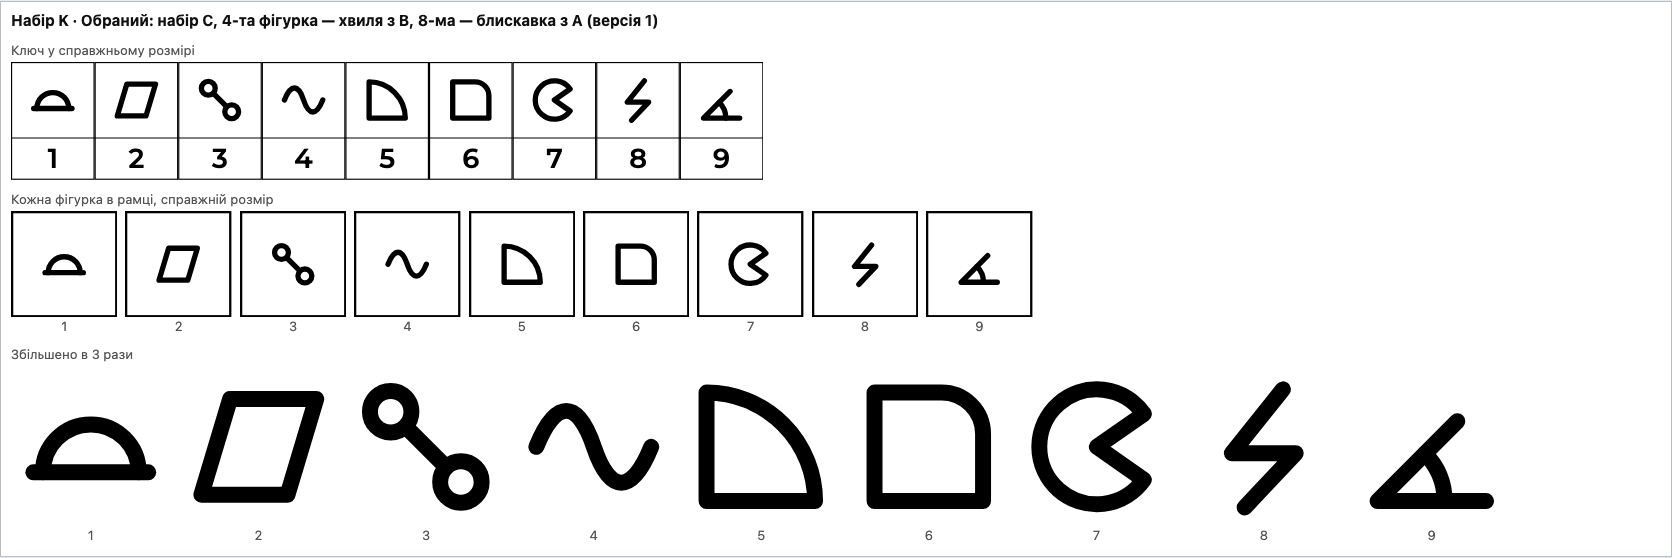 Набір K · Обраний: набір C, 4-та фігурка — хвиля з B, 8-ма — блискавка з A (версія 1)
Ключ у справжньому розмірі
1 2 3 4 5 6 7 8 9
Кожна фігурка в рамці, справжній розмір
1 2 3 4 5 6 7 8 9
Збільшено в 3 рази
1 2 3 4 5 6 7 8 9